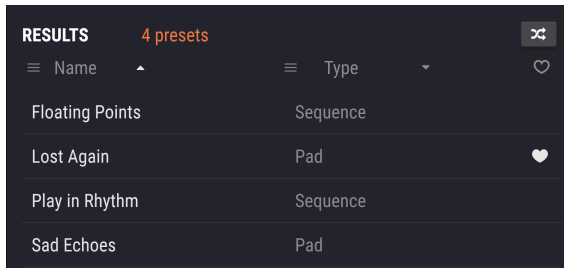 RESULTS 4 presets
Name Type
Floating Points Sequence
Lost Again Pad
Play in Rhythm Sequence
Sad Echoes Pad